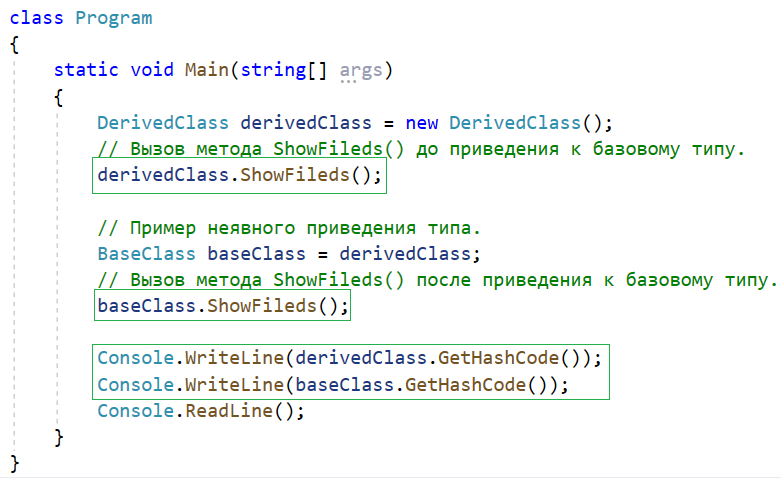 class Program
{
static void Main(string[] args)
{
DerivedClass derivedClass = new DerivedClass();
// Вызов метода ShowFileds() до приведения к базовому типу.
derivedClass.ShowFileds();
// Пример неявного приведения типа.
BaseClass baseClass = derivedClass;
// Вызов метода ShowFileds() после приведения к базовому типу.
baseClass.ShowFileds();
Console.WriteLine(derivedClass.GetHashCode());
Console.WriteLine(baseClass.GetHashCode());
Console.ReadLine();
}
}